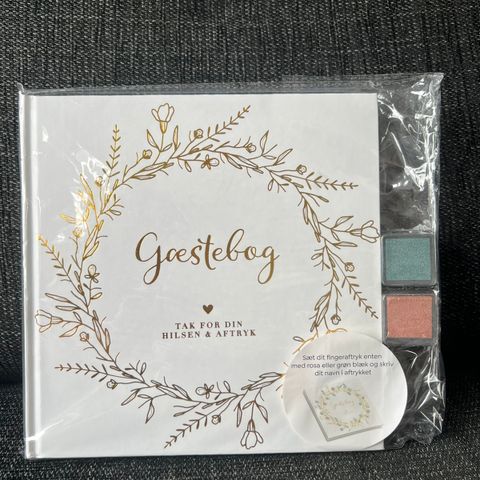 Gæstebog
TAK FOR DIN
HILSEN & AFTRYK
Sæt dit fingeraftryk enten
med rosa eller grøn blæk og skriv
dit navn i aftrykket